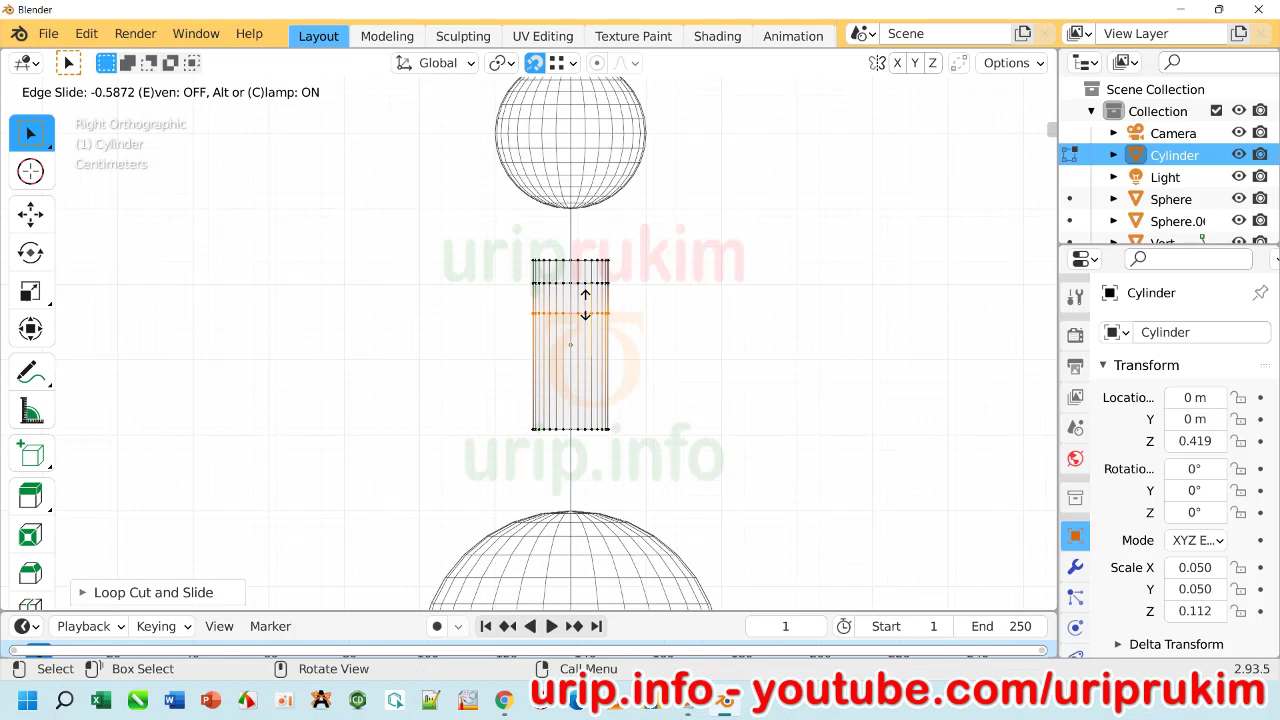 Blender
File Edit Render Window Help Layout Modeling Sculpting UV Editing Texture Paint Shading Animation Scene View Layer
Global X Y Z Options
Edge Slide: -0.5872 (E)ven: OFF, Alt or (C)lamp: ON
Right Orthographic
(1) Cylinder
Centimeters
Scene Collection
Collection
Camera
Cylinder
Light
Sphere
Sphere.0
Vert
uriprukim
urip.info
Cylinder
Cylinder
Transform
Locatio... 0 m
Y 0 m
Z 0.419
Rotatio... 0°
Y 0°
Z 0°
Mode XYZ E...
Scale X 0.050
Y 0.050
Z 0.112
Delta Transform
Loop Cut and Slide
Playback Keying View Marker 1 Start 1 End 250
Select Box Select Rotate View Call Menu 2.93.5
urip.info - youtube.com/uriprukim